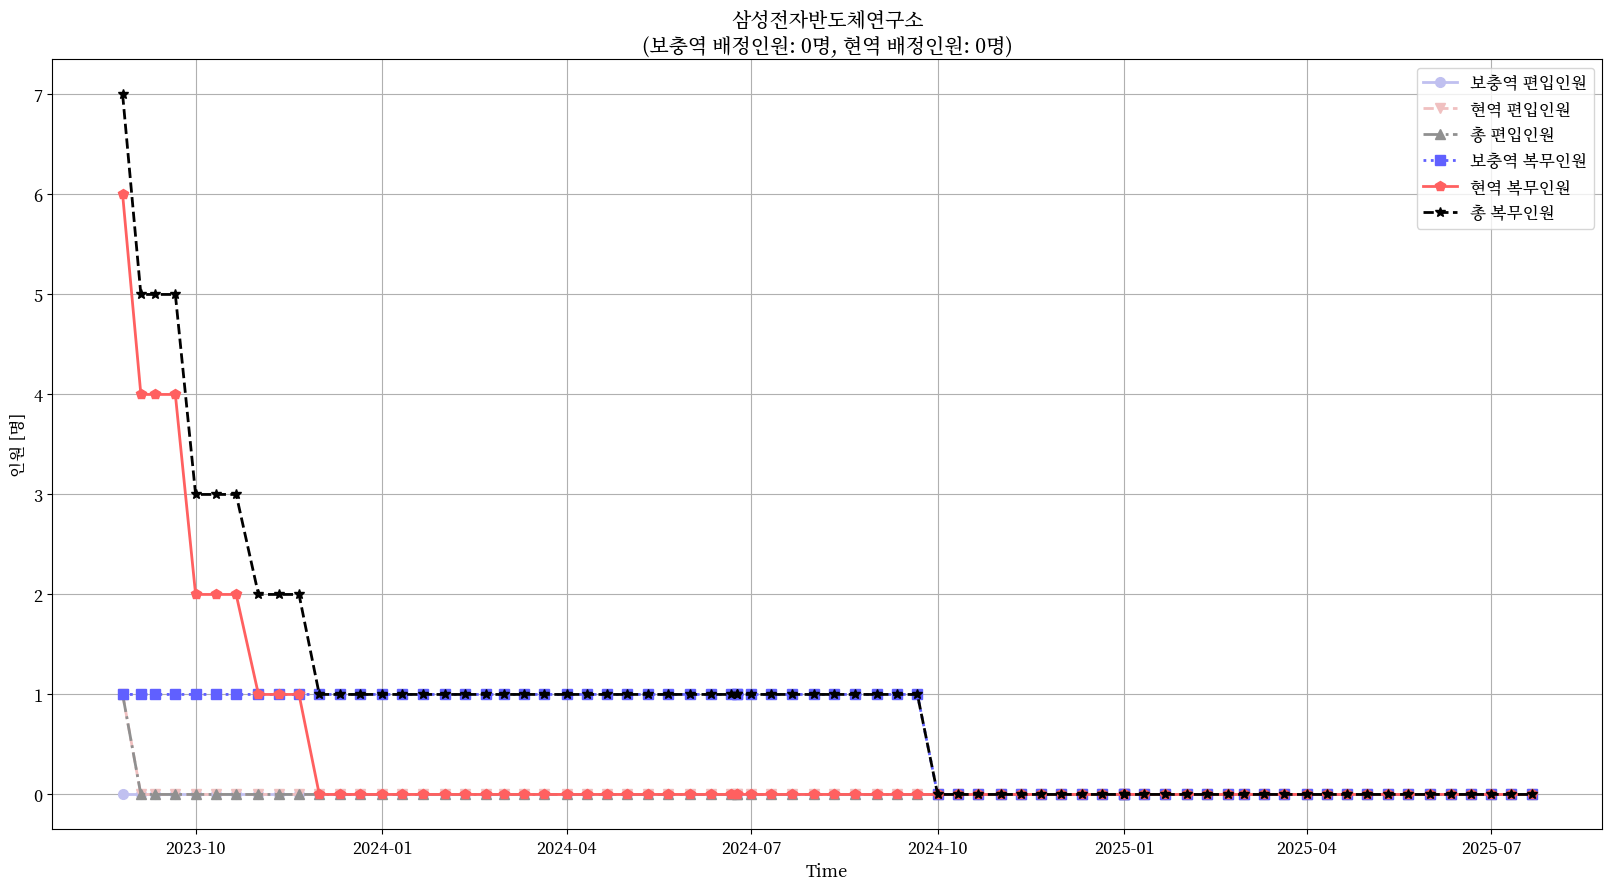 삼성전자반도체연구소
(보충역 배정인원: 0명, 현역 배정인원: 0명)
보충역 편입인원
현역 편입인원
총 편입인원
보충역 복무인원
현역 복무인원
총 복무인원
인원 [명]
7
6
5
4
3
2
1
0
2023-10
2024-01
2024-04
2024-07
2024-10
2025-01
2025-04
2025-07
Time